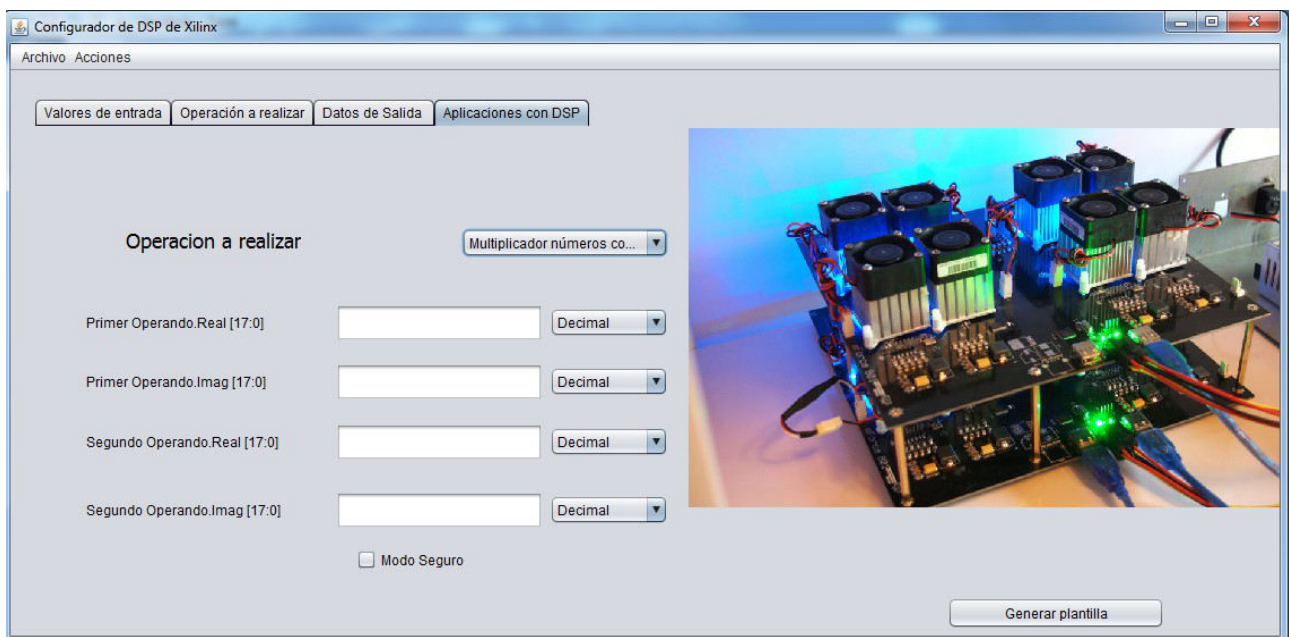 Configurador de DSP de Xilinx
Archivo Acciones
Valores de entrada Operación a realizar Datos de Salida Aplicaciones con DSP
Operacion a realizar Multiplicador números co...
Primer Operando.Real [17:0] Decimal
Primer Operando.Imag [17:0] Decimal
Segundo Operando.Real [17:0] Decimal
Segundo Operando.Imag [17:0] Decimal
Modo Seguro
Generar plantilla